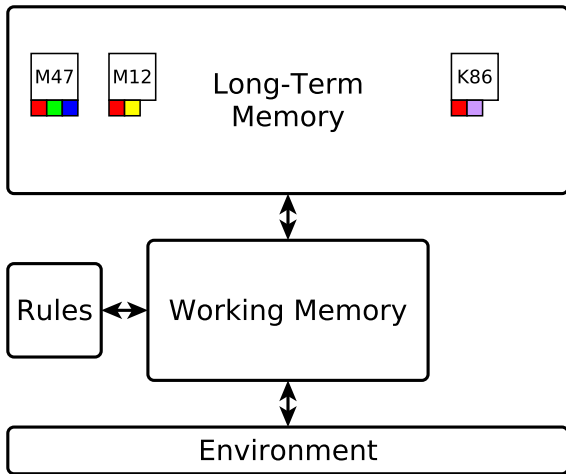 M47
M12
K86
Long-Term
Memory
Rules
Working Memory
Environment